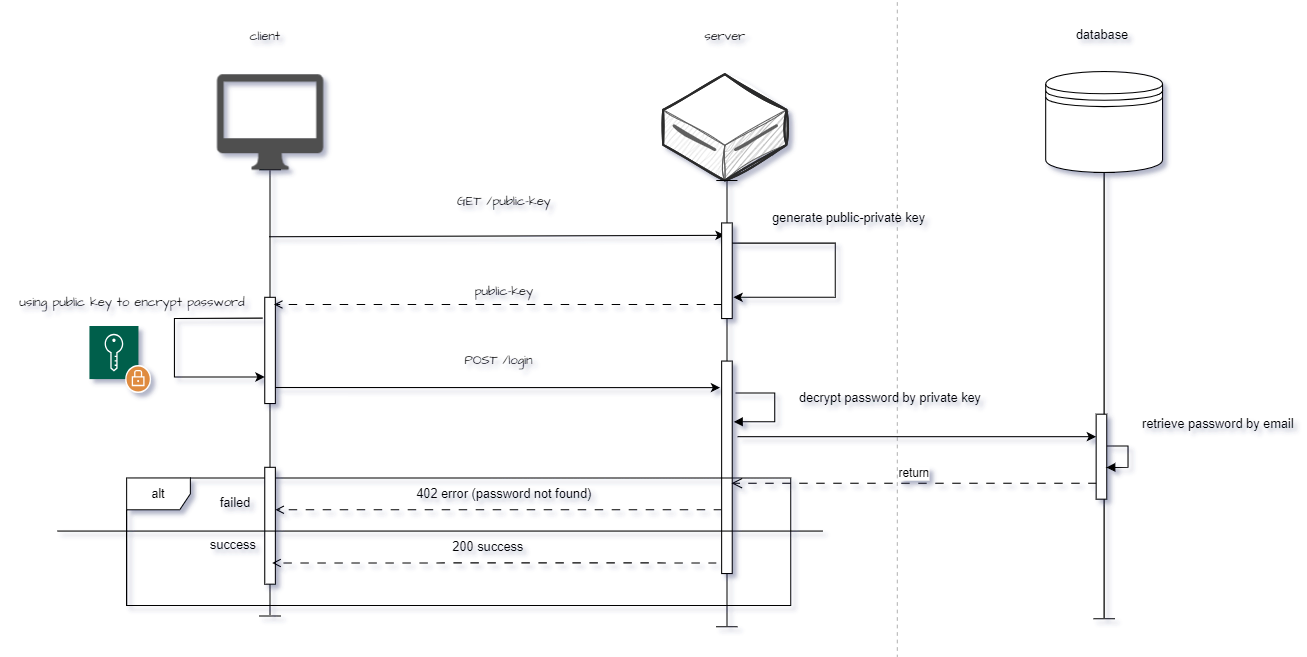 client
server
database
GET /public-key
generate public-private key
public-key
using public key to encrypt password
POST /login
decrypt password by private key
retrieve password by email
return
alt
failed
402 error (password not found)
success
200 success